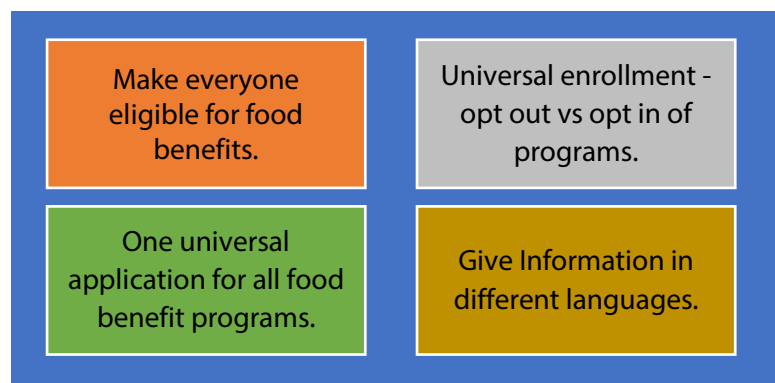 Make everyone
eligible for food
benefits.
Universal enrollment -
opt out vs opt in of
programs.
One universal
application for all food
benefit programs.
Give Information in
different languages.